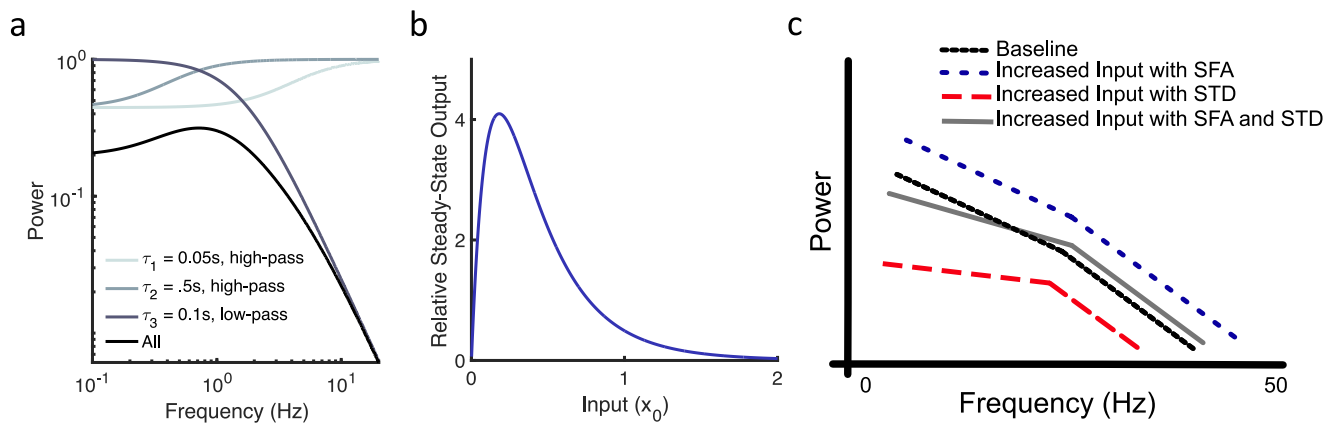 a
10^0
10^-1
Power
τ1 = 0.05s, high-pass
τ2 = .5s, high-pass
τ3 = 0.1s, low-pass
All
10^-1
10^0
10^1
Frequency (Hz)
b
4
2
0
Relative Steady-State Output
0
1
2
Input (x0)
c
Baseline
Increased Input with SFA
Increased Input with STD
Increased Input with SFA and STD
Power
0
50
Frequency (Hz)